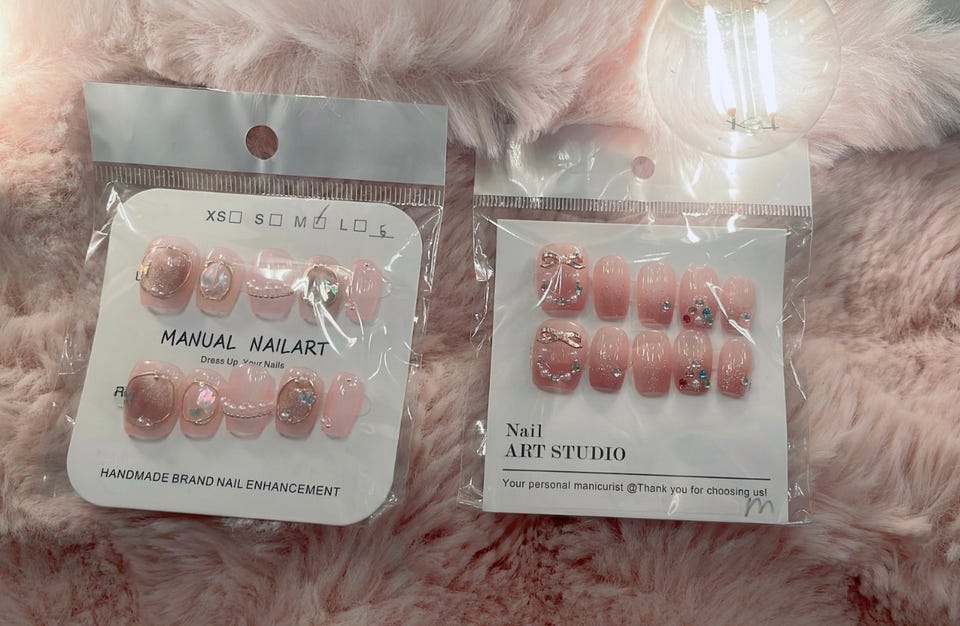 XS□ S□ M☑ L□ 6
L
MANUAL NAILART
Dress Up, Your Nails
R
HANDMADE BRAND NAIL ENHANCEMENT
Nail
ART STUDIO
Your personal manicurist @Thank you for choosing us!
m